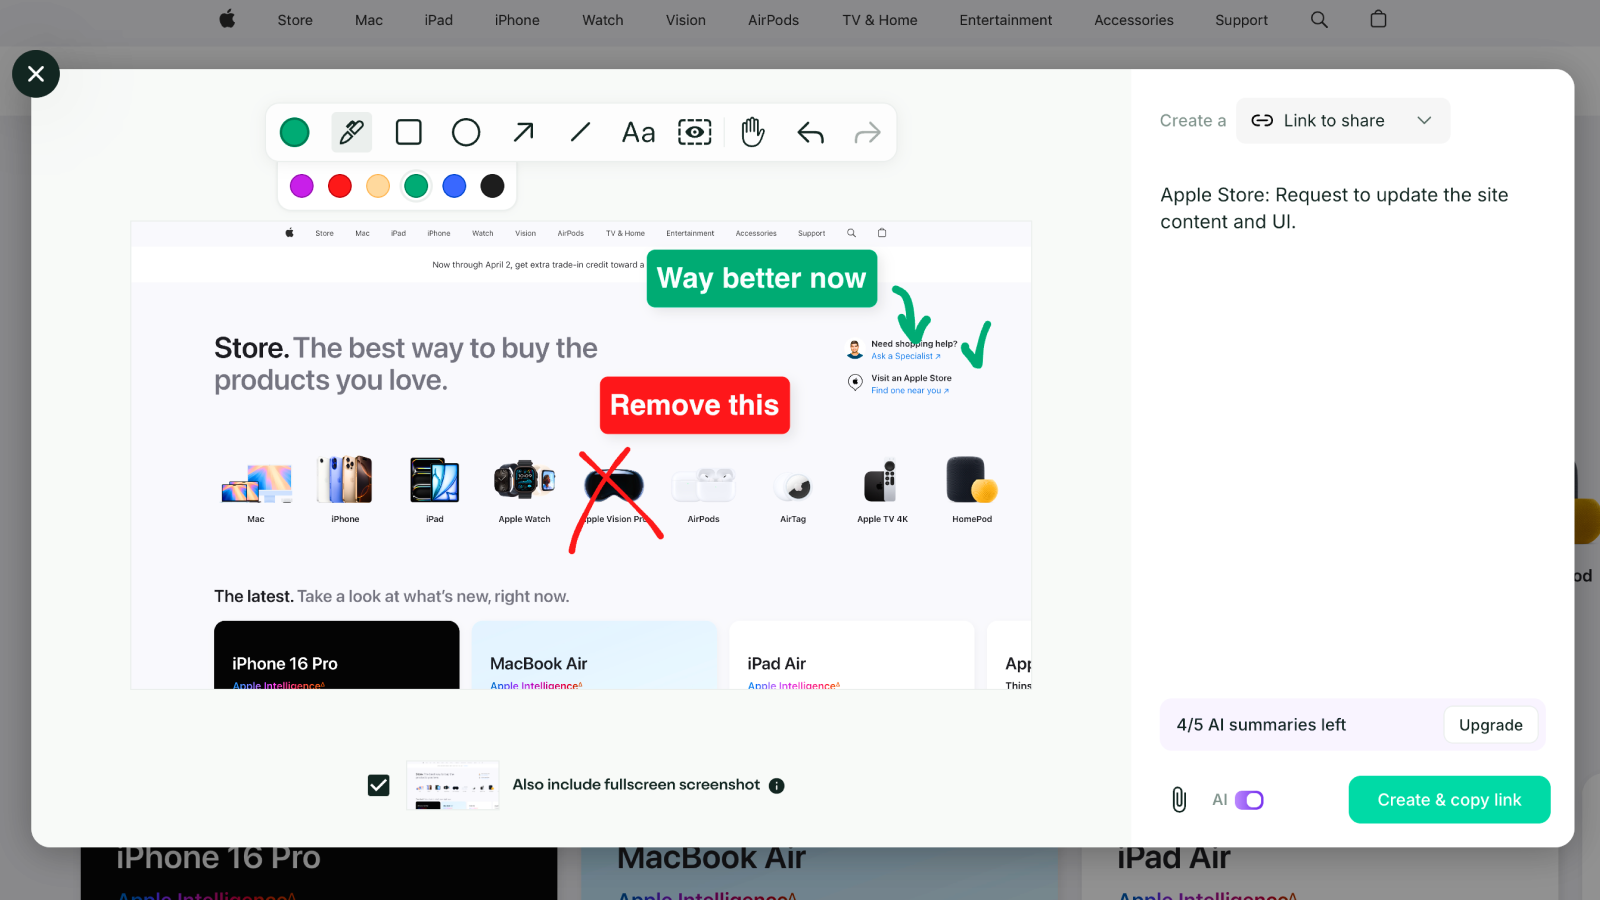 Store Mac iPad iPhone Watch Vision AirPods TV & Home Entertainment Accessories Support
Create a Link to share
Aa
Apple Store: Request to update the site
content and UI.
Store Mac iPad iPhone Watch Vision AirPods TV & Home Entertainment Accessories Support
Now through April 2, get extra trade-in credit toward a
Way better now
Store. The best way to buy the
products you love.
Need shopping help?
Ask a Specialist ↗
Visit an Apple Store
Find one near you ↗
Remove this
Mac iPhone iPad Apple Watch Apple Vision Pro AirPods AirTag Apple TV 4K HomePod
The latest. Take a look at what's new, right now.
iPhone 16 Pro MacBook Air iPad Air App
Apple Intelligence△ Apple Intelligence△ Apple Intelligence△ Thins
od
4/5 AI summaries left Upgrade
Also include fullscreen screenshot
AI Create & copy link
iPhone 16 Pro MacBook Air iPad Air
Apple Intelligence△ Apple Intelligence△ Apple Intelligence△